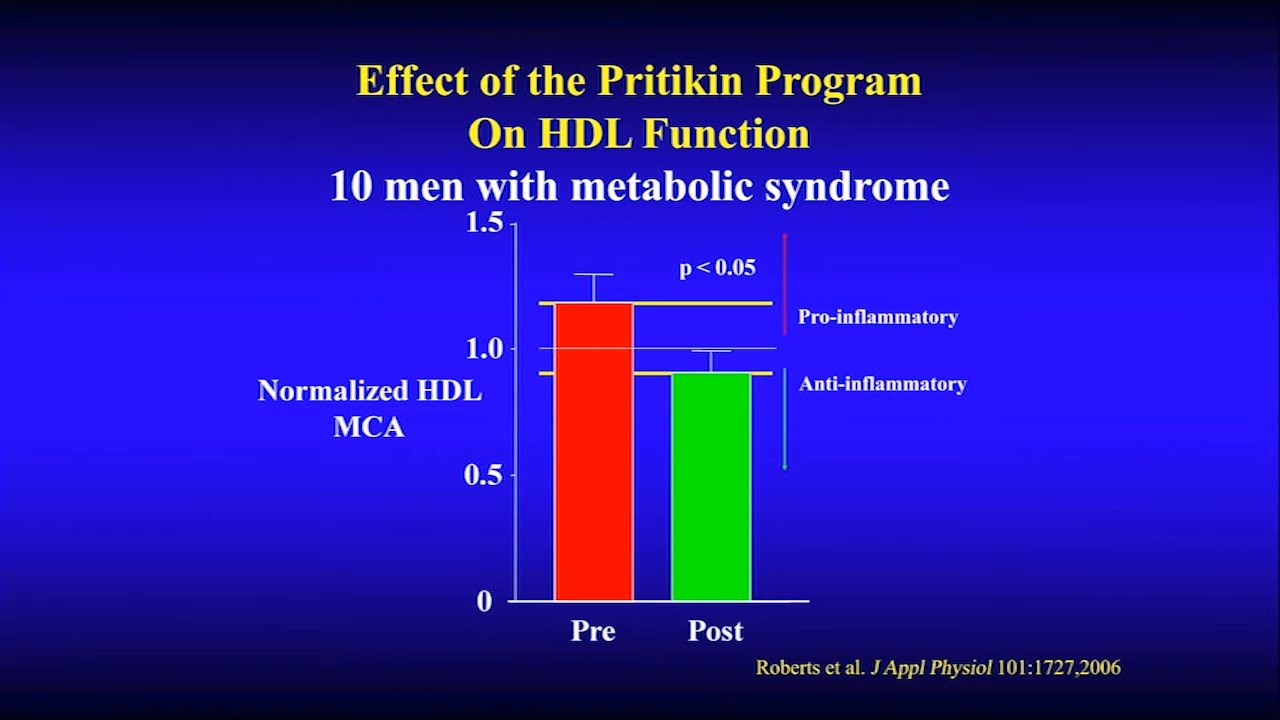 Effect of the Pritikin Program
On HDL Function
10 men with metabolic syndrome
1.5
p < 0.05
Pro-inflammatory
1.0
Anti-inflammatory
Normalized HDL
MCA
0.5
0
Pre Post
Roberts et al. J Appl Physiol 101:1727,2006